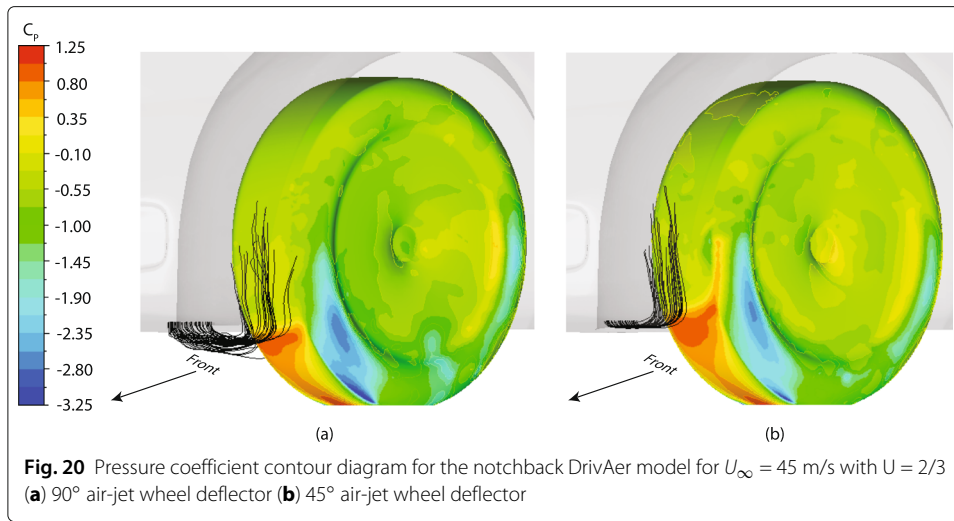 Cp
1.25
0.80
0.35
-0.10
-0.55
-1.00
-1.45
-1.90
-2.35
-2.80
-3.25
Front
Front
(a)
(b)
Fig. 20 Pressure coefficient contour diagram for the notchback DrivAer model for U∞ = 45 m/s with U = 2/3
(a) 90° air-jet wheel deflector (b) 45° air-jet wheel deflector